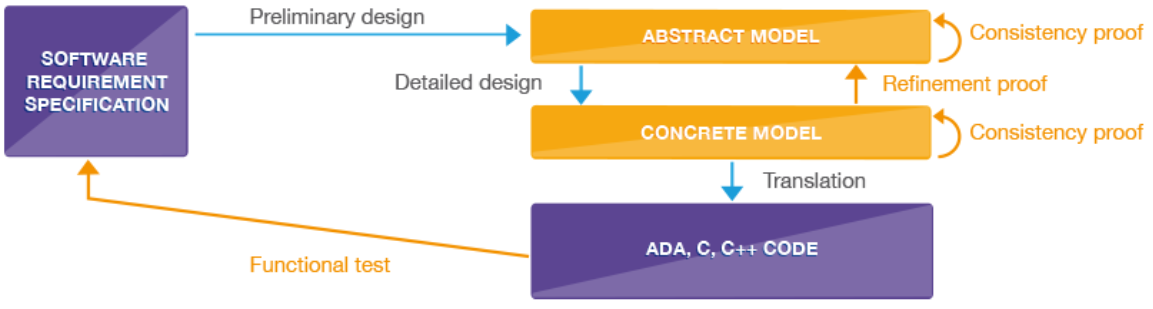 Preliminary design
SOFTWARE
REQUIREMENT
SPECIFICATION
ABSTRACT MODEL
Consistency proof
Detailed design
Refinement proof
CONCRETE MODEL
Consistency proof
Translation
ADA, C, C++ CODE
Functional test